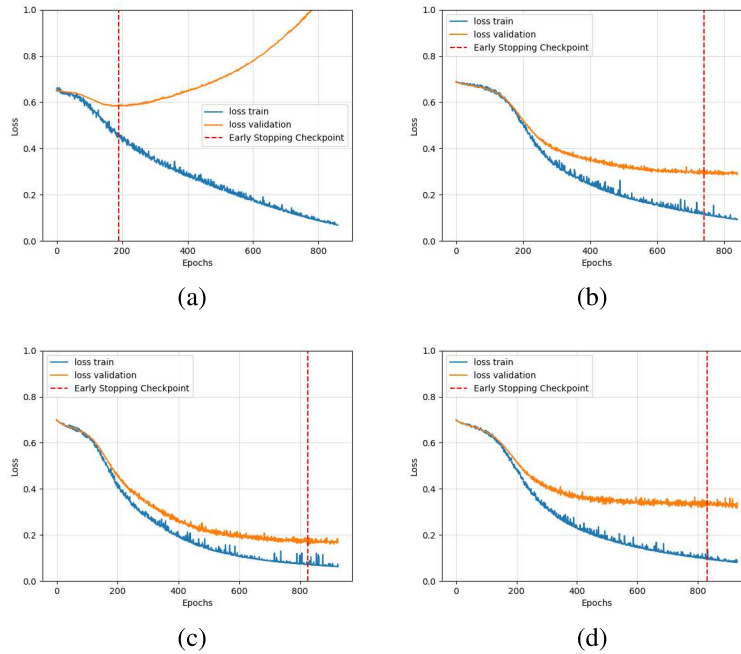 1.0
0.8
0.6
0.4
0.2
0.0
Loss
0 200 400 600 800
Epochs
loss train
loss validation
Early Stopping Checkpoint
(a)
1.0
0.8
0.6
0.4
0.2
0.0
Loss
0 200 400 600 800
Epochs
loss train
loss validation
Early Stopping Checkpoint
(b)
1.0
0.8
0.6
0.4
0.2
0.0
Loss
0 200 400 600 800
Epochs
loss train
loss validation
Early Stopping Checkpoint
(c)
1.0
0.8
0.6
0.4
0.2
0.0
Loss
0 200 400 600 800
Epochs
loss train
loss validation
Early Stopping Checkpoint
(d)